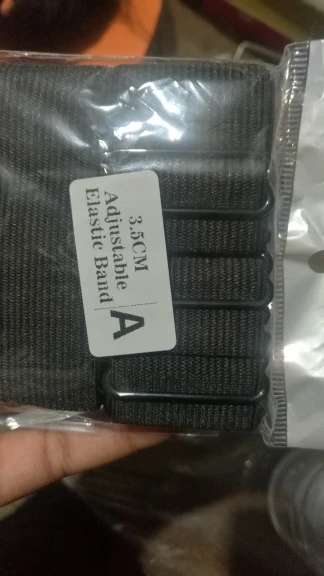 3.5CM
Adjustable
Elastic Band
A